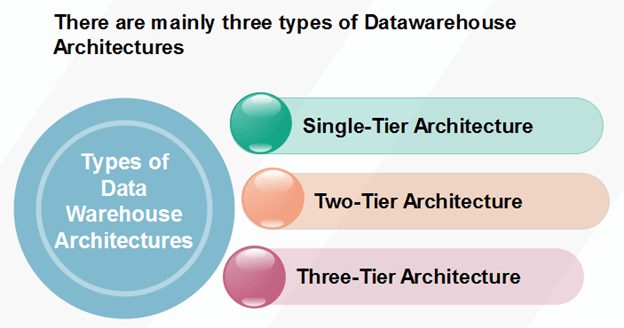 There are mainly three types of Datawarehouse
Architectures
Types of
Data
Warehouse
Architectures
Single-Tier Architecture
Two-Tier Architecture
Three-Tier Architecture